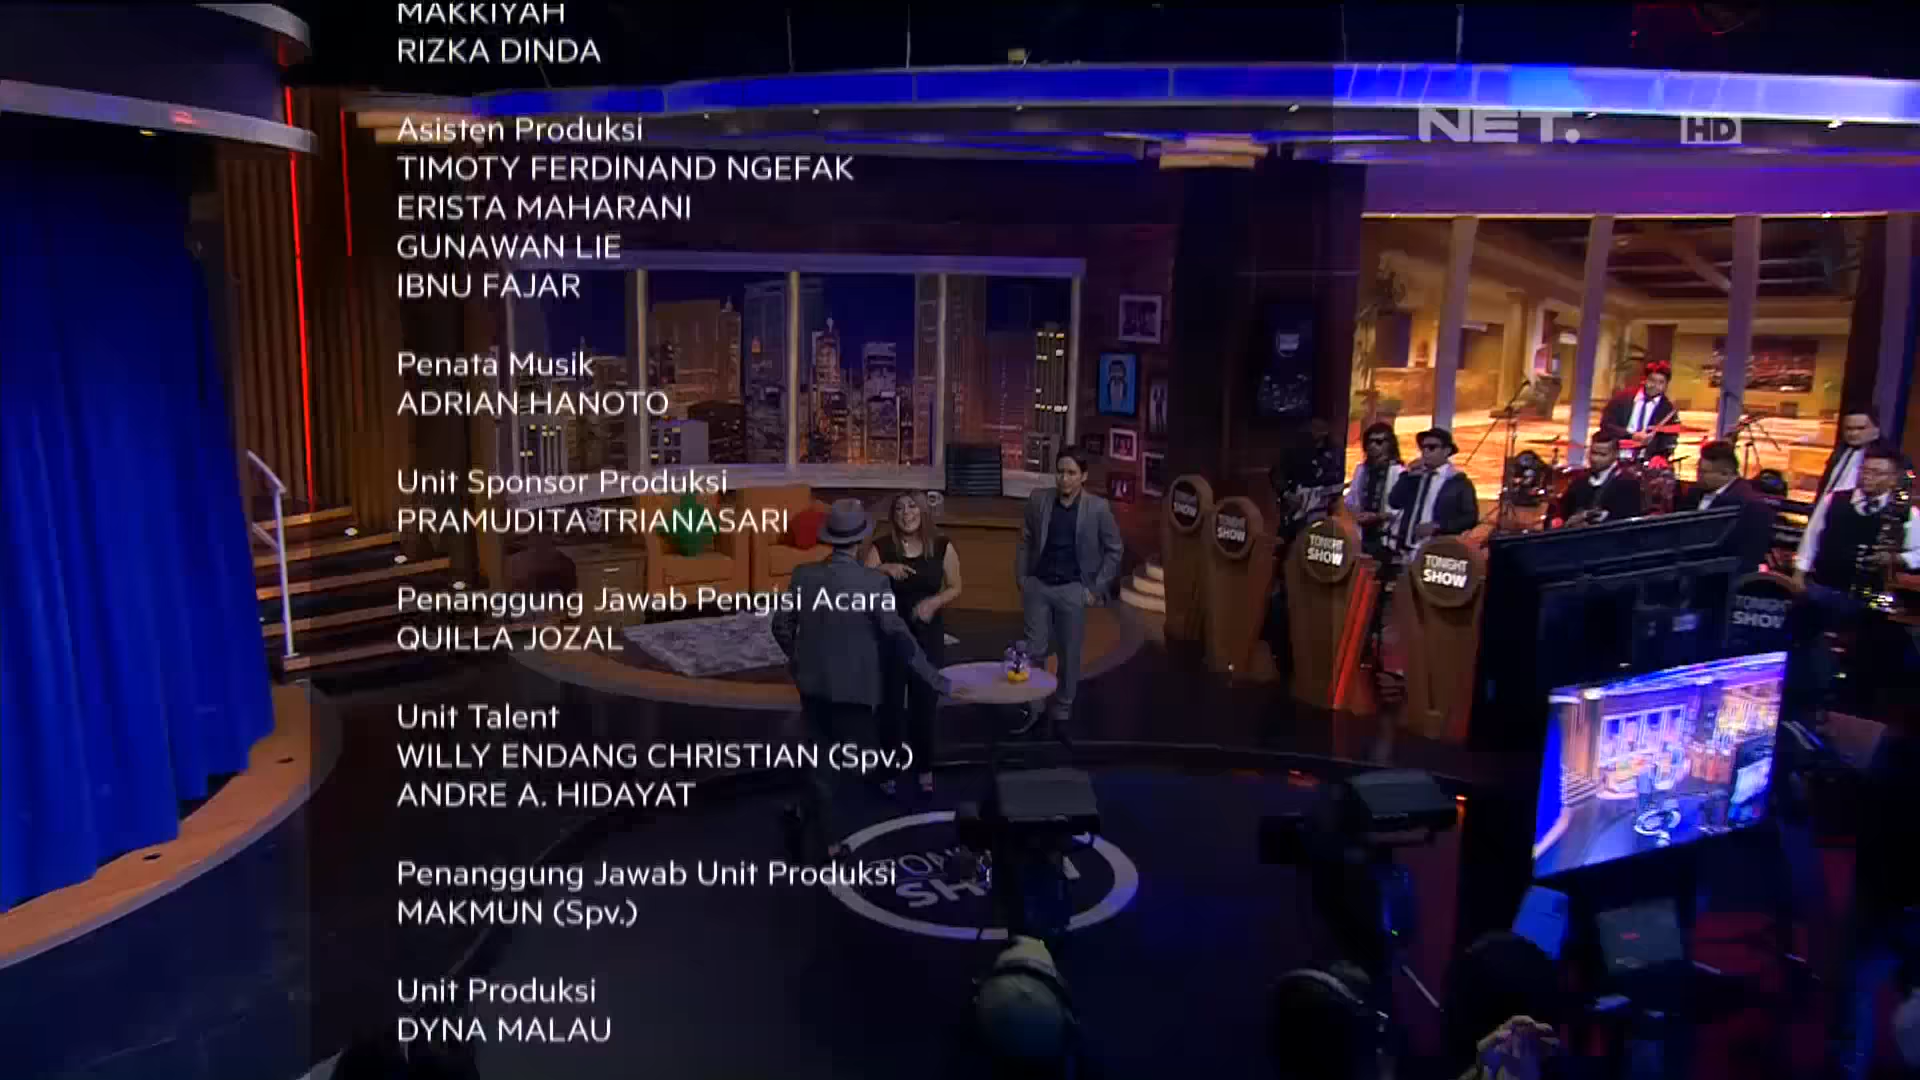 MAKKIYAH
RIZKA DINDA
Asisten Produksi
TIMOTY FERDINAND NGEFAK
ERISTA MAHARANI
GUNAWAN LIE
IBNU FAJAR
Penata Musik
ADRIAN HANOTO
Unit Sponsor Produksi
PRAMUDITA TRIANASARI
Penanggung Jawab Pengisi Acara
QUILLA JOZAL
Unit Talent
WILLY ENDANG CHRISTIAN (Spv.)
ANDRE A. HIDAYAT
Penanggung Jawab Unit Produksi
MAKMUN (Spv.)
Unit Produksi
DYNA MALAU
NET.
HD
TONIGHT
SHOW
TONIGHT
SHOW
TONIGHT
SHOW
TONIGHT
SHOW
TONIGHT
SHOW